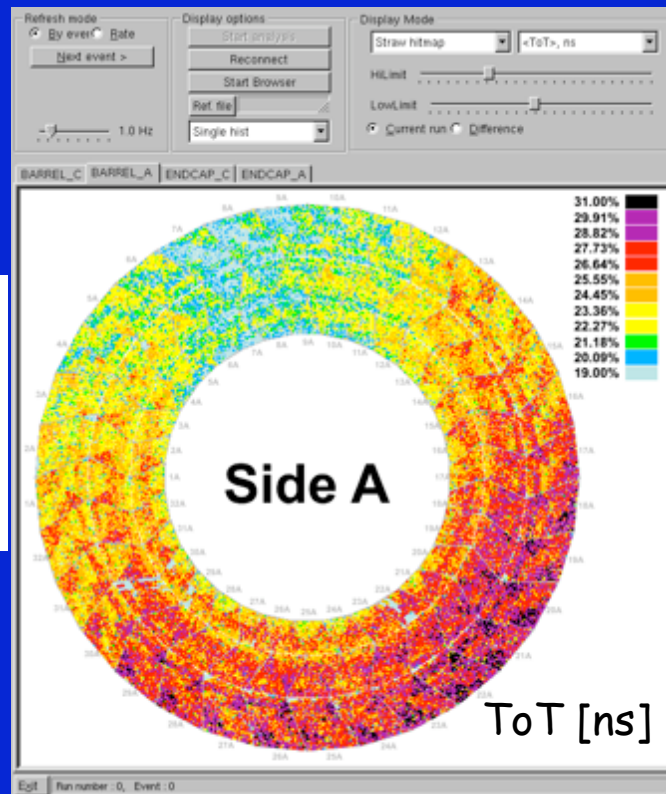 Refresh mode
By ever Rate
Next event >
1.0 Hz
Display options
Start analysis
Reconnect
Start Browser
Ref. file
Single hist
Display Mode
Straw hitmap
<ToT>, ns
HiLimit
LowLimit
Current run Difference
BARREL_C BARREL_A ENDCAP_C ENDCAP_A
31.00%
29.91%
28.82%
27.73%
26.64%
25.55%
24.45%
23.36%
22.27%
21.18%
20.09%
19.00%
Side A
ToT [ns]
Exit Run number : 0, Event : 0